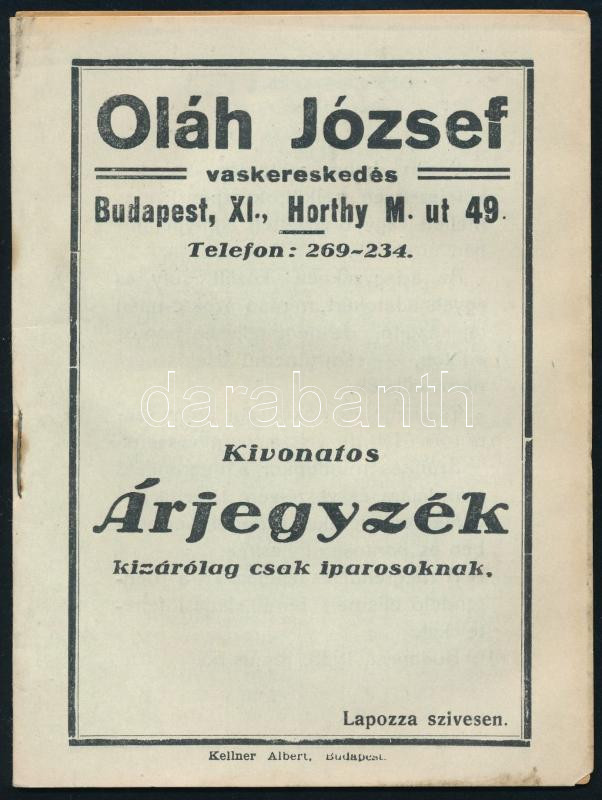 Oláh József
vaskereskedés
Budapest, XI., Horthy M. ut 49.
Telefon: 269-234.
darabanth
Kivonatos
Árjegyzék
kizárólag csak iparosoknak.
Lapozza szivesen.
Kellner Albert, Budapest.